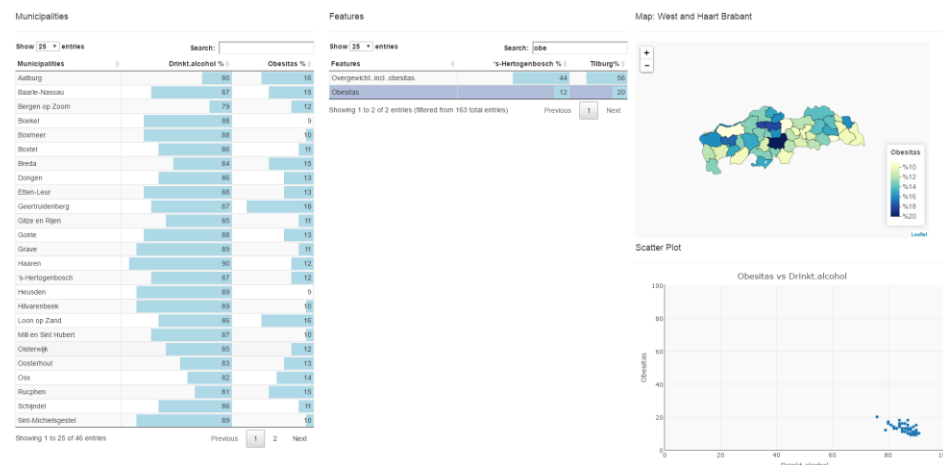 Municipalities
Show 25 entries
Search:
Municipalities Drinkt.alcohol % Obesitas %
Aalburg 80 16
Baarle-Nassau 87 15
Bergen op Zoom 79 12
Boekel 88 9
Boxmeer 88 10
Boxtel 86 11
Breda 84 15
Dongen 86 13
Etten-Leur 88 13
Geertruidenberg 87 18
Gilze en Rijen 85 11
Goirle 88 13
Grave 89 11
Haaren 90 12
's-Hertogenbosch 87 12
Heusden 89 9
Hilvarenbeek 89 10
Loon op Zand 86 16
Mill en Sint Hubert 87 10
Oisterwijk 85 12
Oosterhout 83 13
Oss 82 14
Rucphen 81 15
Schijndel 86 11
Sint-Michielsgestel 89 10
Showing 1 to 25 of 46 entries
Previous 1 2 Next
Features
Show 25 entries
Search: obe
Features 's-Hertogenbosch % Tilburg%
Overgewicht..incl..obesitas. 44 56
Obesitas 12 20
Showing 1 to 2 of 2 entries (filtered from 163 total entries)
Previous 1 Next
Map: West and Haart Brabant
+
-
Obesitas
%10
%12
%14
%16
%18
%20
Leaflet
Scatter Plot
Obesitas vs Drinkt.alcohol
100
80
60
40
20
0
Obesitas
0 20 40 60 80 100
Drinkt.alcohol